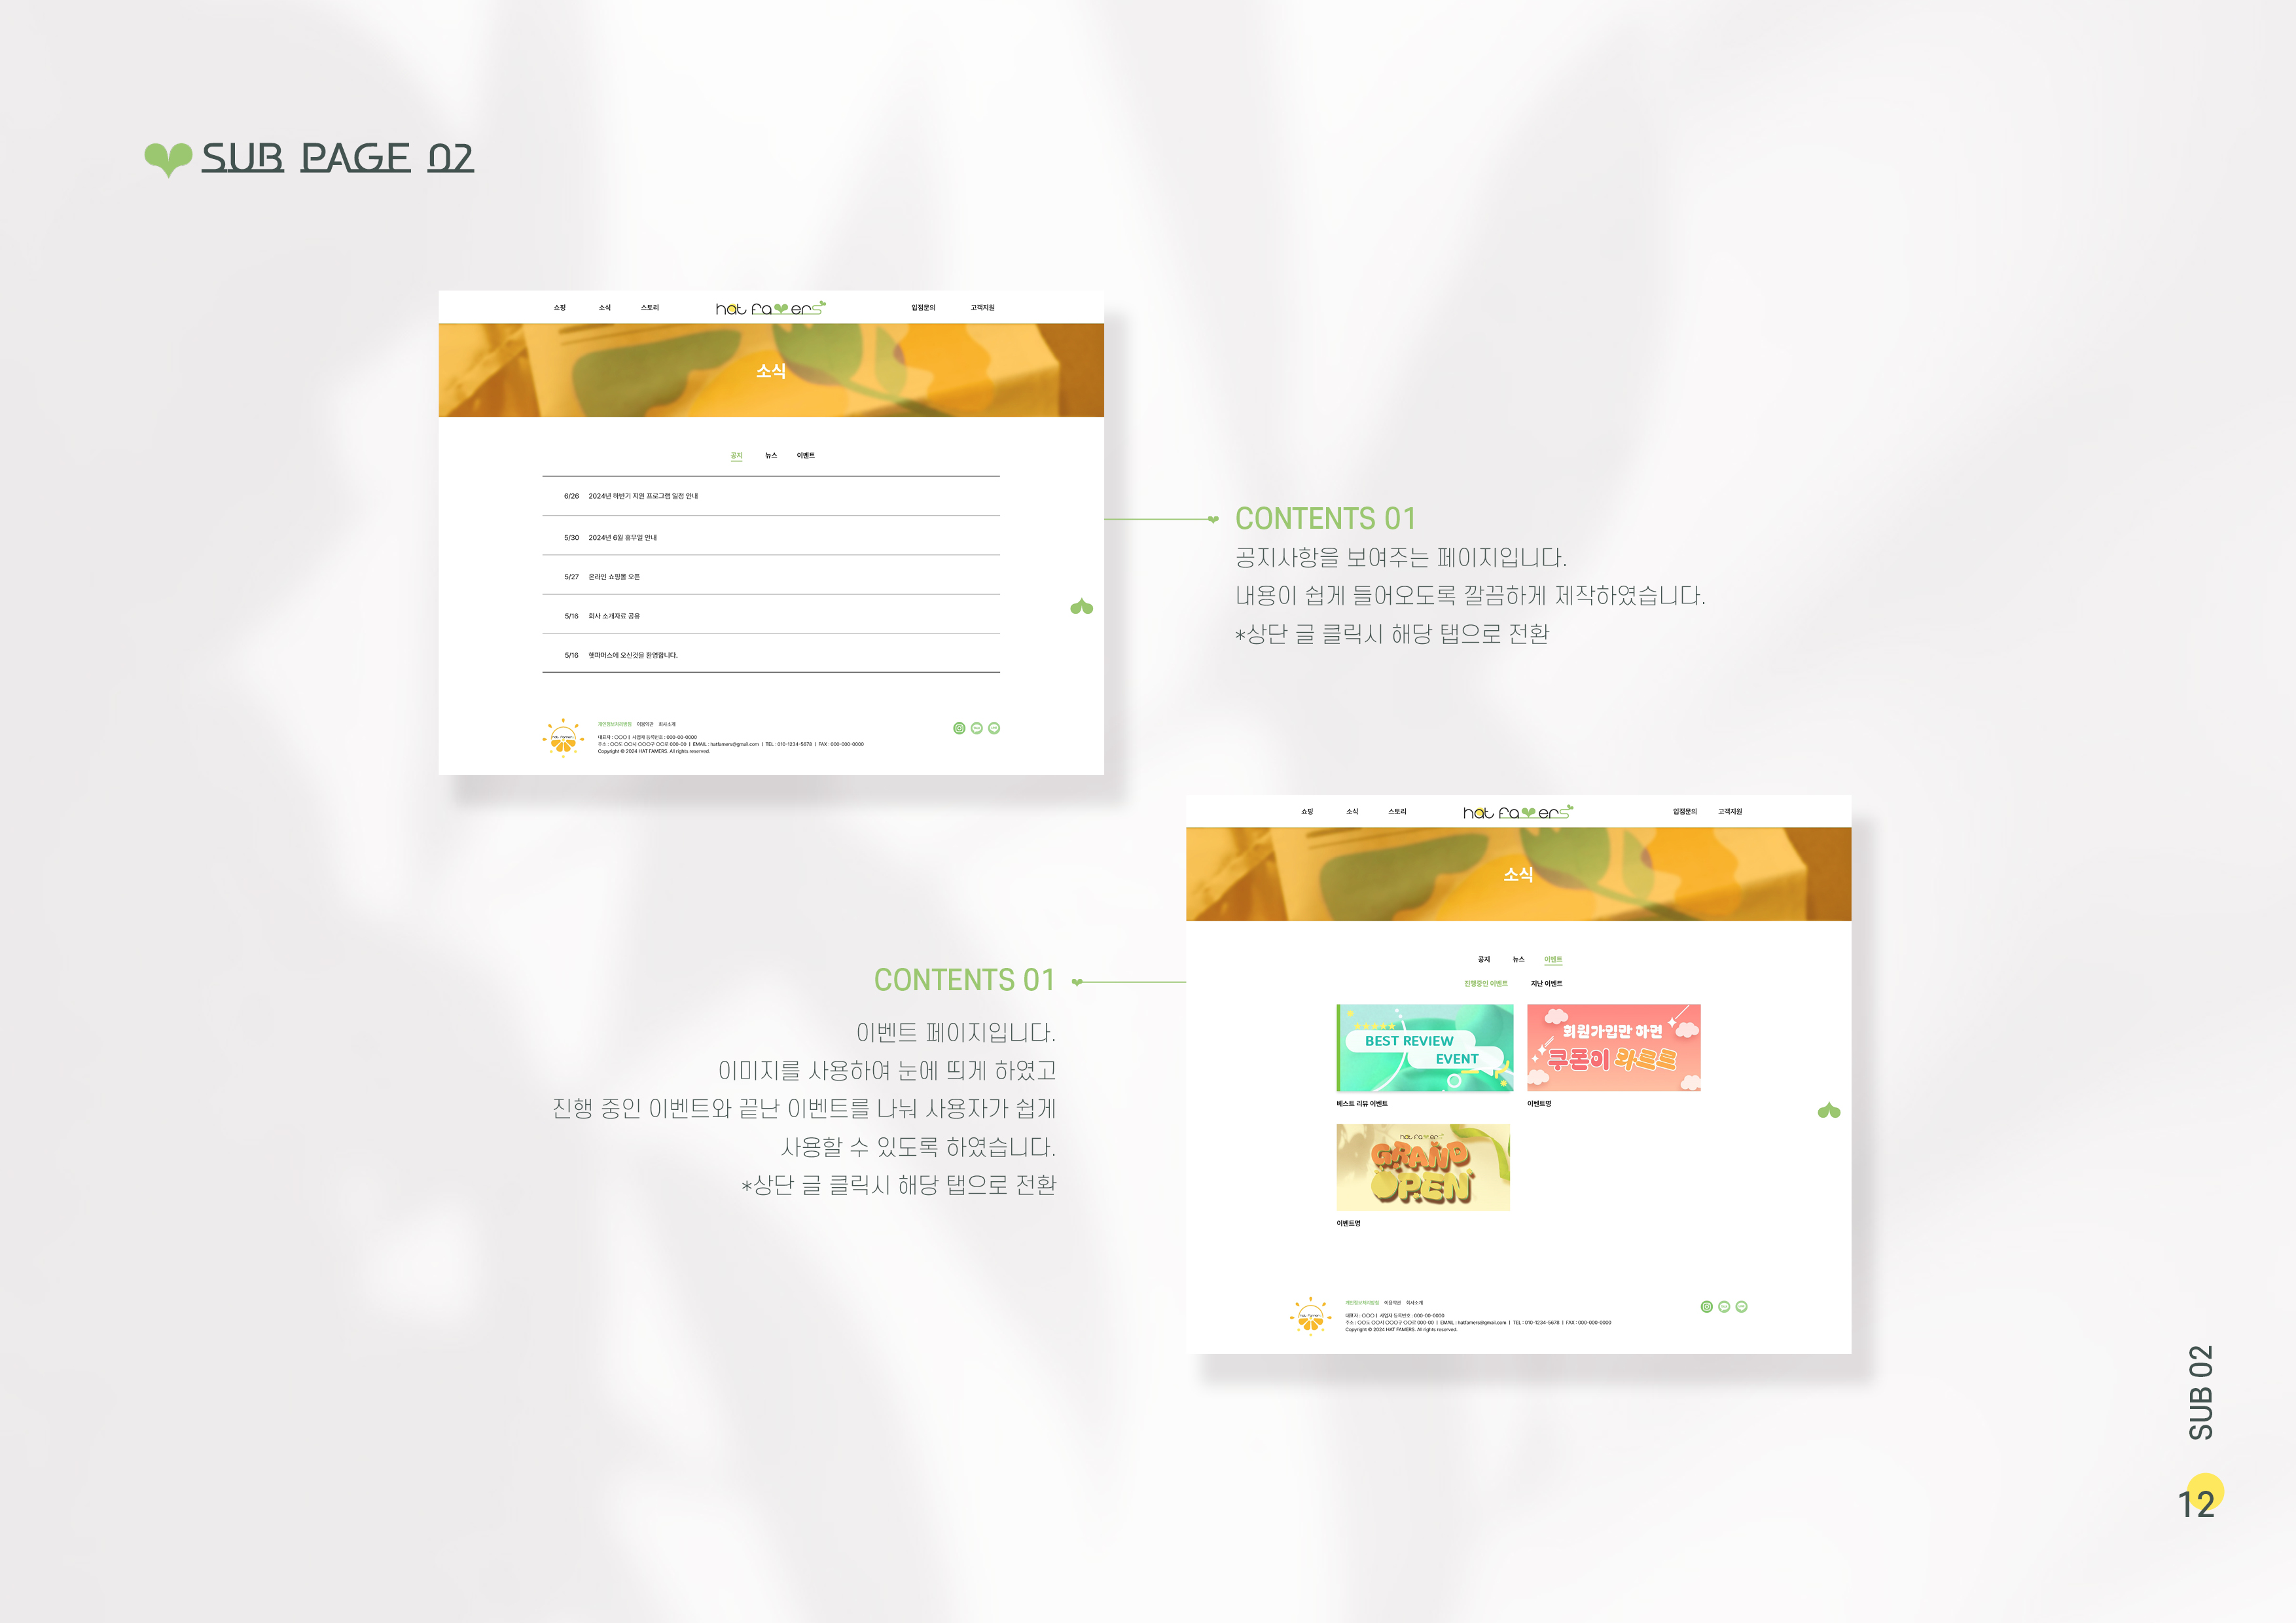 SUB PAGE 02
쇼핑 소식 스토리 hat famers 입점문의 고객지원
소식
공지 뉴스 이벤트
6/26 2024년 하반기 지원 프로그램 일정 안내
5/30 2024년 6월 휴무일 안내
5/27 온라인 쇼핑몰 오픈
5/16 회사 소개자료 공유
5/16 햇파머스에 오신것을 환영합니다.
개인정보처리방침 이용약관 회사소개
대표자 : OOO | 사업자 등록번호 : 000-00-0000
주소 : OO도 OO시 OOO구 OO로 000-00 | EMAIL : hatfamers@gmail.com | TEL : 010-1234-5678 | FAX : 000-000-0000
Copyright © 2024 HAT FAMERS. All rights reserved.
CONTENTS 01
공지사항을 보여주는 페이지입니다.
내용이 쉽게 들어오도록 깔끔하게 제작하였습니다.
*상단 글 클릭시 해당 탭으로 전환
CONTENTS 01
이벤트 페이지입니다.
이미지를 사용하여 눈에 띄게 하였고
진행 중인 이벤트와 끝난 이벤트를 나눠 사용자가 쉽게
사용할 수 있도록 하였습니다.
*상단 글 클릭시 해당 탭으로 전환
쇼핑 소식 스토리 hat famers 입점문의 고객지원
소식
공지 뉴스 이벤트
진행중인 이벤트 지난 이벤트
BEST REVIEW
EVENT
회원가입만 하면
쿠폰이 와르르
베스트 리뷰 이벤트 이벤트명
hat famers
GRAND
OPEN
이벤트명
개인정보처리방침 이용약관 회사소개
대표자 : OOO | 사업자 등록번호 : 000-00-0000
주소 : OO도 OO시 OOO구 OO로 000-00 | EMAIL : hatfamers@gmail.com | TEL : 010-1234-5678 | FAX : 000-000-0000
Copyright © 2024 HAT FAMERS. All rights reserved.
SUB 02
12